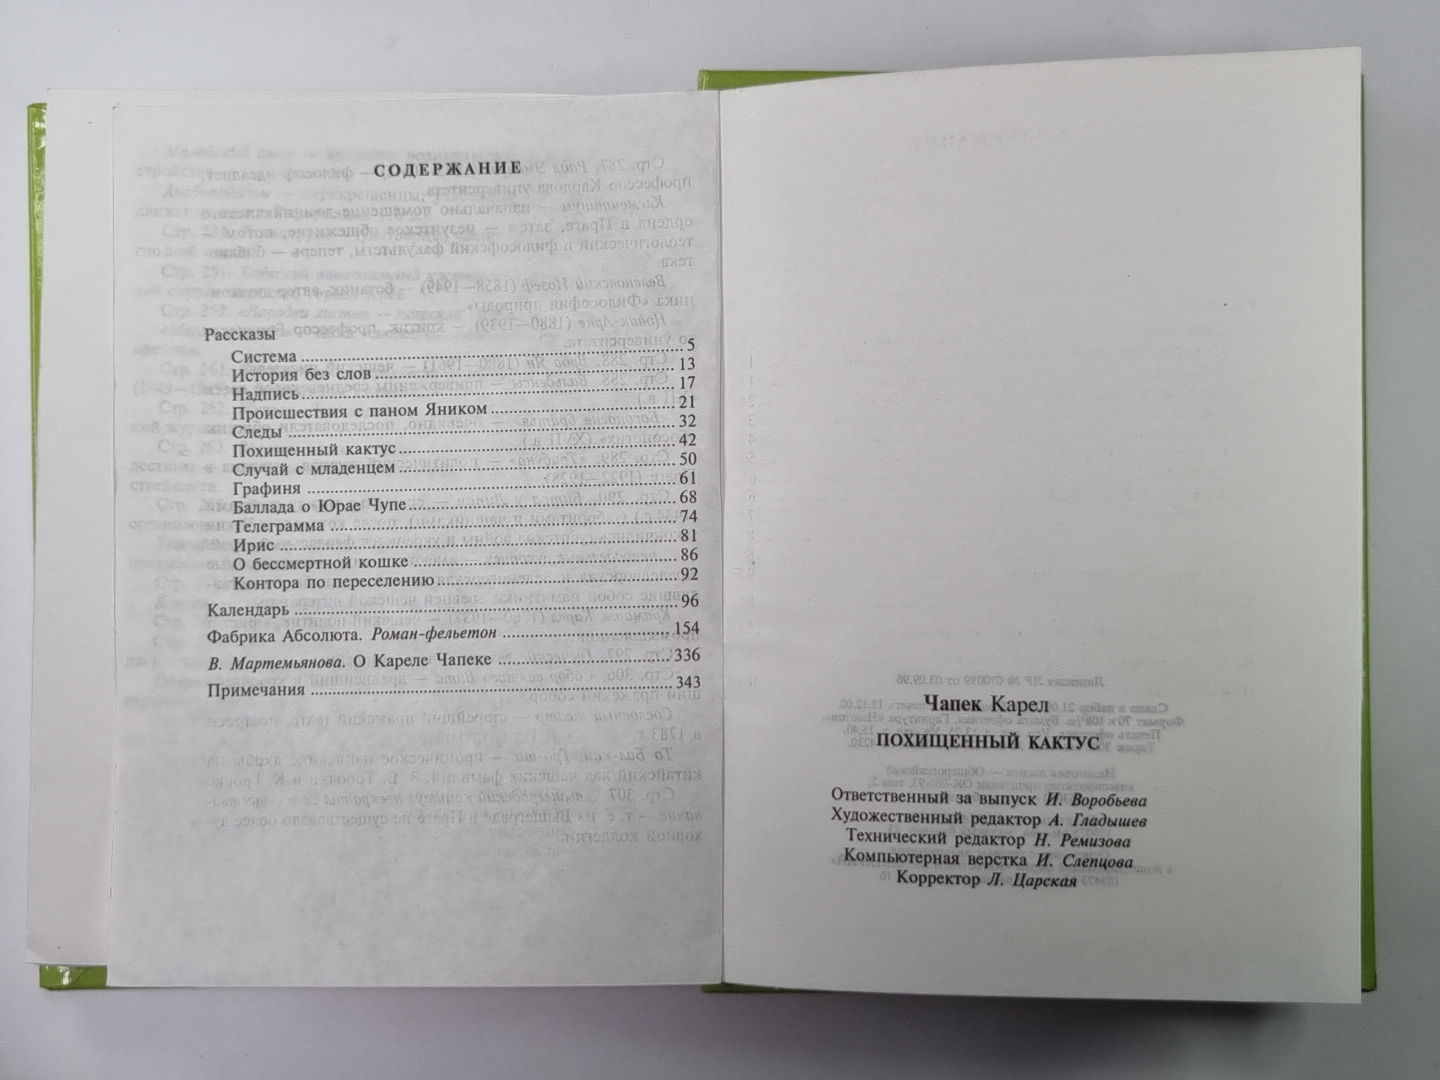 СОДЕРЖАНИЕ
Рассказы
Система 5
История без слов 13
Надпись 17
Происшествия с паном Яником 21
Следы 32
Похищенный кактус 42
Случай с младенцем 50
Графиня 61
Баллада о Юрае Чупе 68
Телеграмма 74
Ирис 81
О бессмертной кошке 86
Контора по переселению 92
Календарь 96
Фабрика Абсолюта. Роман-фельетон 154
В. Мартемьянова. О Кареле Чапеке 336
Примечания 343
Чапек Карел
ПОХИЩЕННЫЙ КАКТУС
Ответственный за выпуск И. Воробьева
Художественный редактор А. Гладышев
Технический редактор Н. Ремизова
Компьютерная верстка И. Слепцова
Корректор Л. Царская